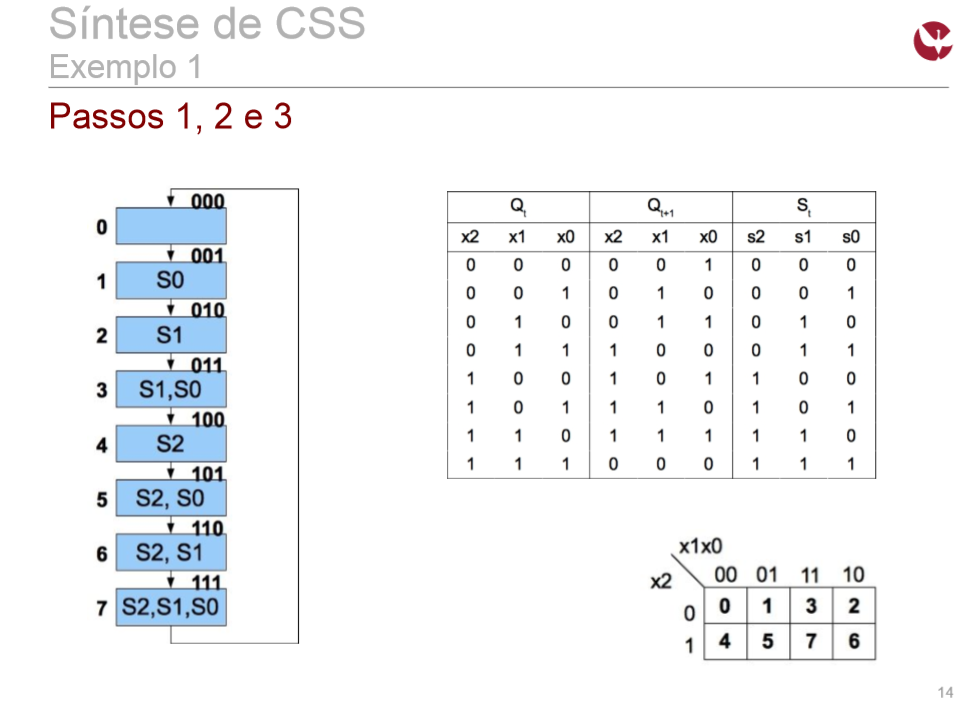 Síntese de CSS
Exemplo 1
Passos 1, 2 e 3
000
0
001
1 S0
010
2 S1
011
3 S1,S0
100
4 S2
101
5 S2, S0
110
6 S2, S1
111
7 S2,S1,S0
Qt Qt+1 St
x2 x1 x0 x2 x1 x0 s2 s1 s0
0 0 0 0 0 1 0 0 0
0 0 1 0 1 0 0 0 1
0 1 0 0 1 1 0 1 0
0 1 1 1 0 0 0 1 1
1 0 0 1 0 1 1 0 0
1 0 1 1 1 0 1 0 1
1 1 0 1 1 1 1 1 0
1 1 1 0 0 0 1 1 1
x1x0
x2 00 01 11 10
0 0 1 3 2
1 4 5 7 6
14